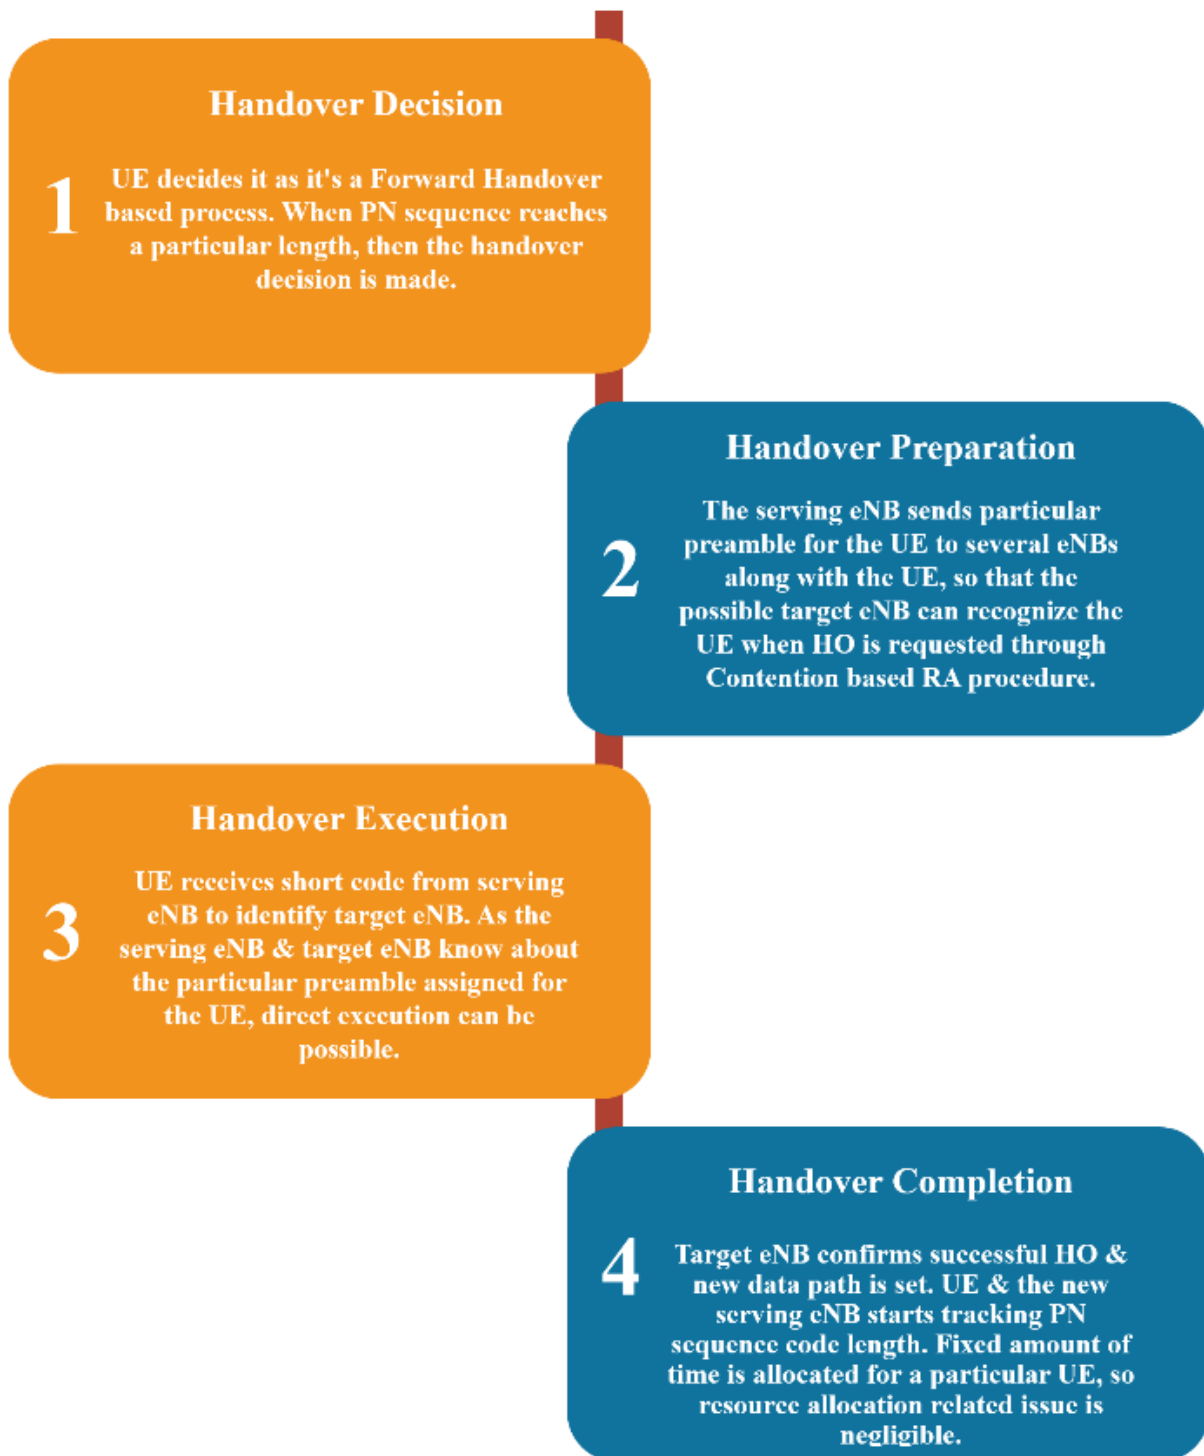 Handover Decision
1
UE decides it as it's a Forward Handover
based process. When PN sequence reaches
a particular length, then the handover
decision is made.
Handover Preparation
2
The serving eNB sends particular
preamble for the UE to several eNBs
along with the UE, so that the
possible target eNB can recognize the
UE when HO is requested through
Contention based RA procedure.
Handover Execution
3
UE receives short code from serving
eNB to identify target eNB. As the
serving eNB & target eNB know about
the particular preamble assigned for
the UE, direct execution can be
possible.
Handover Completion
4
Target eNB confirms successful HO &
new data path is set. UE & the new
serving eNB starts tracking PN
sequence code length. Fixed amount of
time is allocated for a particular UE, so
resource allocation related issue is
negligible.